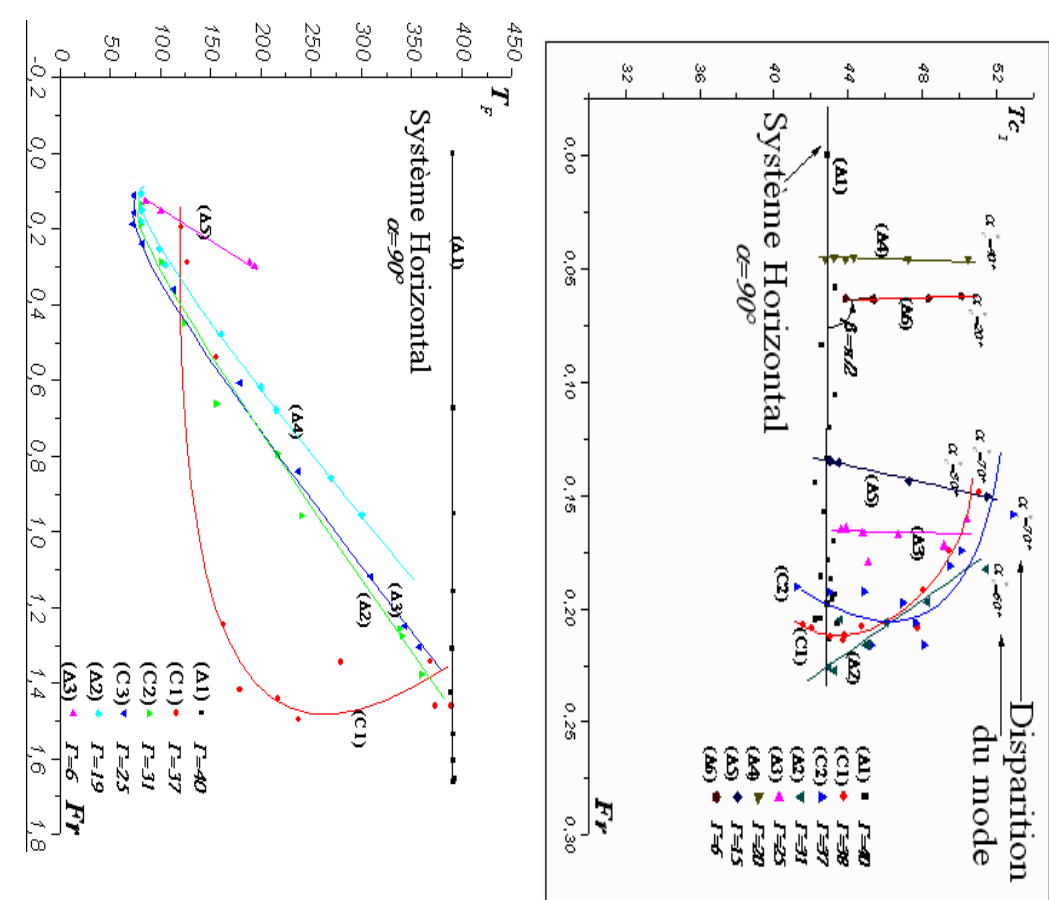 Tc1
52
48
44
40
36
32
0,00
0,05
0,10
0,15
0,20
0,25
0,30
Fr
Disparition
du mode
α=40°
α=20°
α=70°
α=70°
α=60°
(Δ1)
(Δ4)
(Δ6)
β=π/2
(Δ5)
(Δ3)
(C2)
(C1)
(Δ2)
Système Horizontal
α=90°
(Δ1) Γ=40
(C1) Γ=38
(C2) Γ=37
(Δ2) Γ=31
(Δ3) Γ=25
(Δ4) Γ=20
(Δ5) Γ=15
(Δ6) Γ=6
TF
450
400
350
300
250
200
150
100
50
0
-0,2
0,0
0,2
0,4
0,6
0,8
1,0
1,2
1,4
1,6
1,8
Fr
Système Horizontal
α=90°
(Δ1)
(Δ5)
(Δ4)
(Δ3)
(Δ2)
(C1)
(Δ1) Γ=40
(C1) Γ=37
(C2) Γ=31
(C3) Γ=25
(Δ2) Γ=19
(Δ3) Γ=6